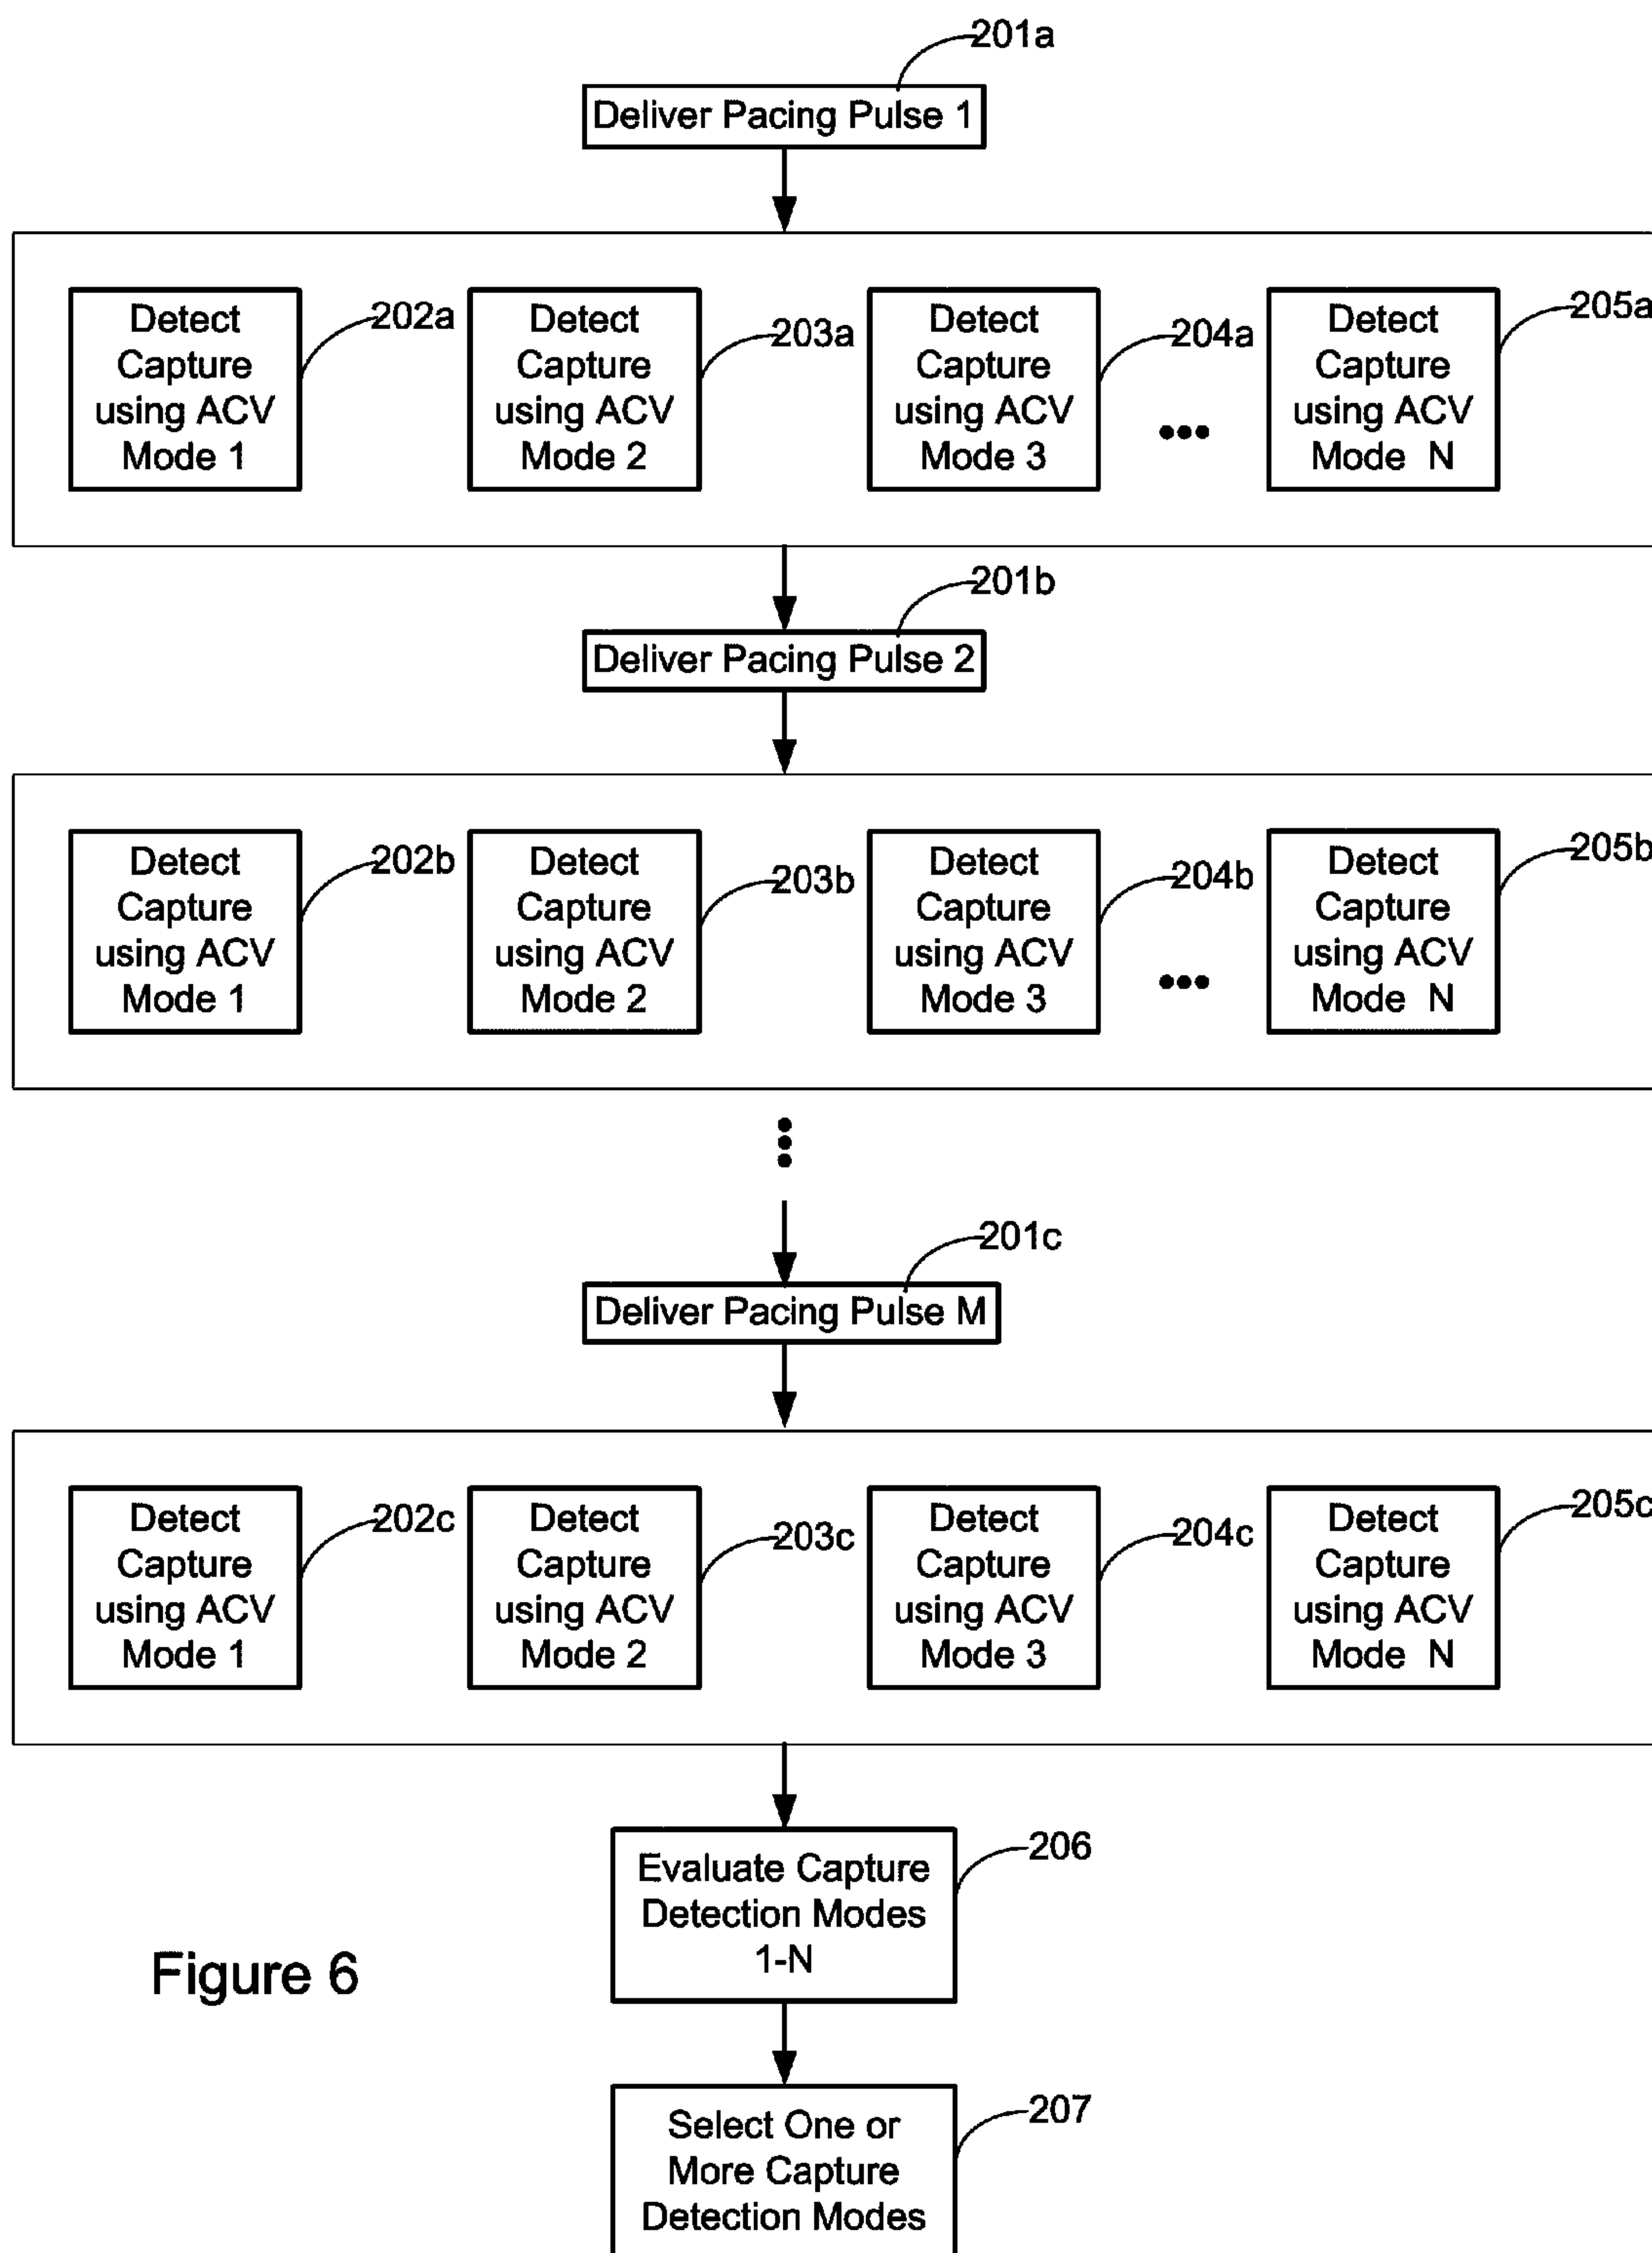 201a
Deliver Pacing Pulse 1
Detect
Capture
using ACV
Mode 1
202a
Detect
Capture
using ACV
Mode 2
203a
Detect
Capture
using ACV
Mode 3
204a
•••
Detect
Capture
using ACV
Mode N
205a
201b
Deliver Pacing Pulse 2
Detect
Capture
using ACV
Mode 1
202b
Detect
Capture
using ACV
Mode 2
203b
Detect
Capture
using ACV
Mode 3
204b
•••
Detect
Capture
using ACV
Mode N
205b
201c
Deliver Pacing Pulse M
Detect
Capture
using ACV
Mode 1
202c
Detect
Capture
using ACV
Mode 2
203c
Detect
Capture
using ACV
Mode 3
204c
Detect
Capture
using ACV
Mode N
205c
Evaluate Capture
Detection Modes
1-N
206
Figure 6
Select One or
More Capture
Detection Modes
207